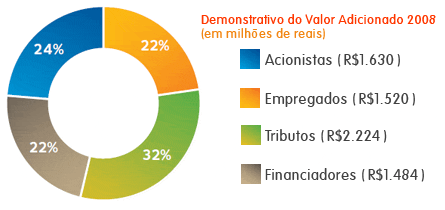 Demonstrativo do Valor Adicionado 2008
(em milhões de reais)
24%
22%
22%
32%
Acionistas (R$1.630)
Empregados (R$1.520)
Tributos (R$2.224)
Financiadores (R$1.484)